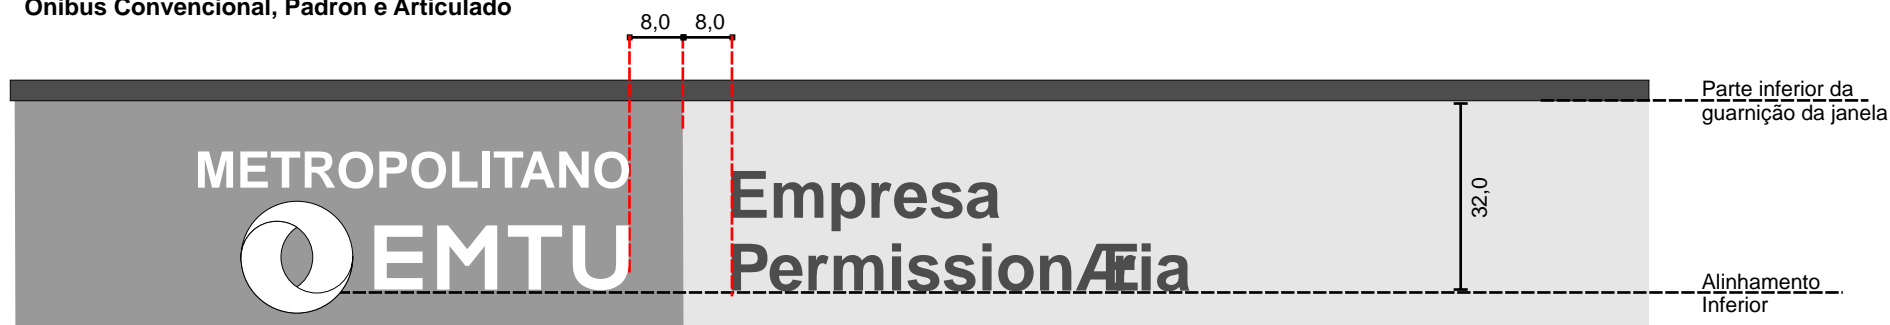 Ônibus Convencional, Padron e Articulado
8,0 8,0
Parte inferior da
guarnição da janela
METROPOLITANO
EMTU
Empresa
PermissionÆria
32,0
Alinhamento
Inferior